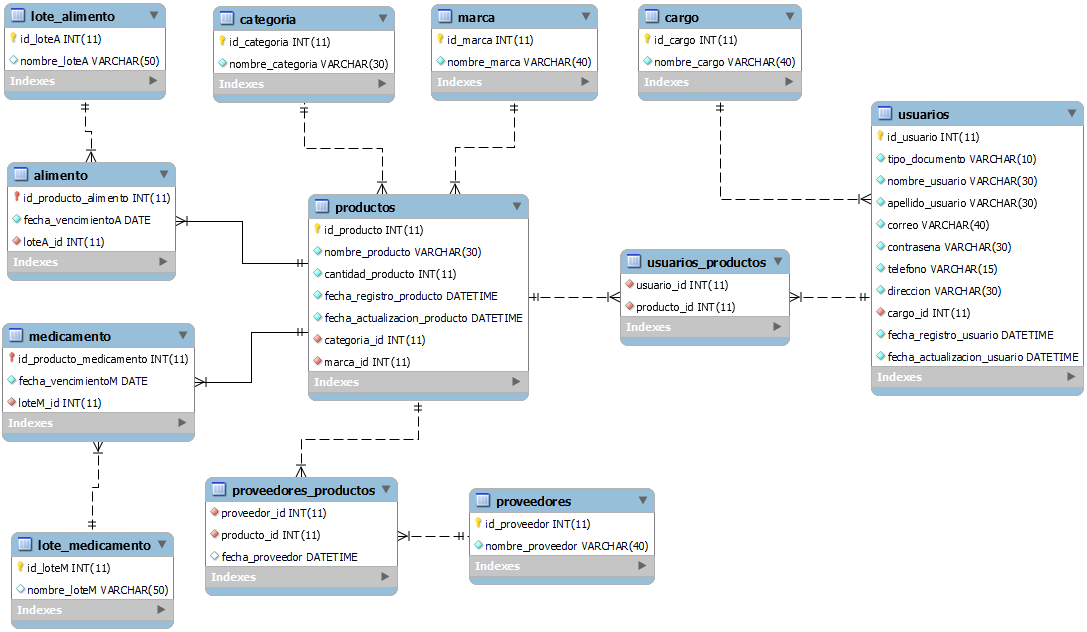 lote_alimento
id_loteA INT(11)
nombre_loteA VARCHAR(50)
Indexes
categoria
id_categoria INT(11)
nombre_categoria VARCHAR(30)
Indexes
marca
id_marca INT(11)
nombre_marca VARCHAR(40)
Indexes
cargo
id_cargo INT(11)
nombre_cargo VARCHAR(40)
Indexes
usuarios
id_usuario INT(11)
tipo_documento VARCHAR(10)
nombre_usuario VARCHAR(30)
apellido_usuario VARCHAR(30)
correo VARCHAR(40)
contrasena VARCHAR(30)
telefono VARCHAR(15)
direccion VARCHAR(30)
cargo_id INT(11)
fecha_registro_usuario DATETIME
fecha_actualizacion_usuario DATETIME
Indexes
alimento
id_producto_alimento INT(11)
fecha_vencimientoA DATE
loteA_id INT(11)
Indexes
productos
id_producto INT(11)
nombre_producto VARCHAR(30)
cantidad_producto INT(11)
fecha_registro_producto DATETIME
fecha_actualizacion_producto DATETIME
categoria_id INT(11)
marca_id INT(11)
Indexes
usuarios_productos
usuario_id INT(11)
producto_id INT(11)
Indexes
medicamento
id_producto_medicamento INT(11)
fecha_vencimientoM DATE
loteM_id INT(11)
Indexes
proveedores_productos
proveedor_id INT(11)
producto_id INT(11)
fecha_proveedor DATETIME
Indexes
proveedores
id_proveedor INT(11)
nombre_proveedor VARCHAR(40)
Indexes
lote_medicamento
id_loteM INT(11)
nombre_loteM VARCHAR(50)
Indexes